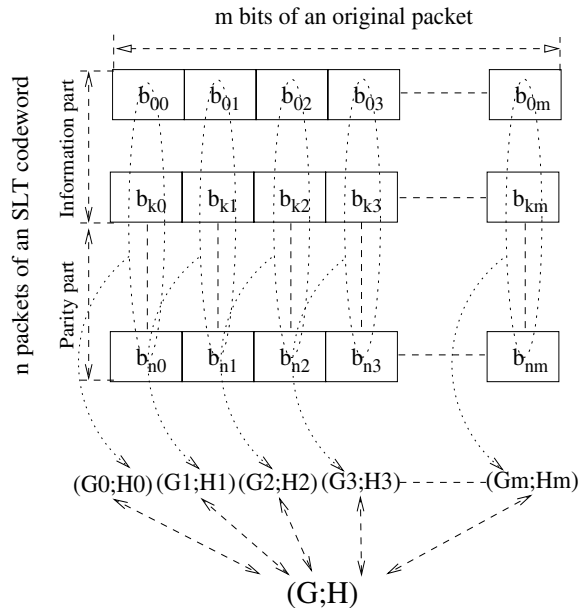 m bits of an original packet
n packets of an SLT codeword
Information part
Parity part
b00 b01 b02 b03 b0m
bk0 bk1 bk2 bk3 bkm
bn0 bn1 bn2 bn3 bnm
(G0;H0) (G1;H1) (G2;H2) (G3;H3) (Gm;Hm)
(G;H)